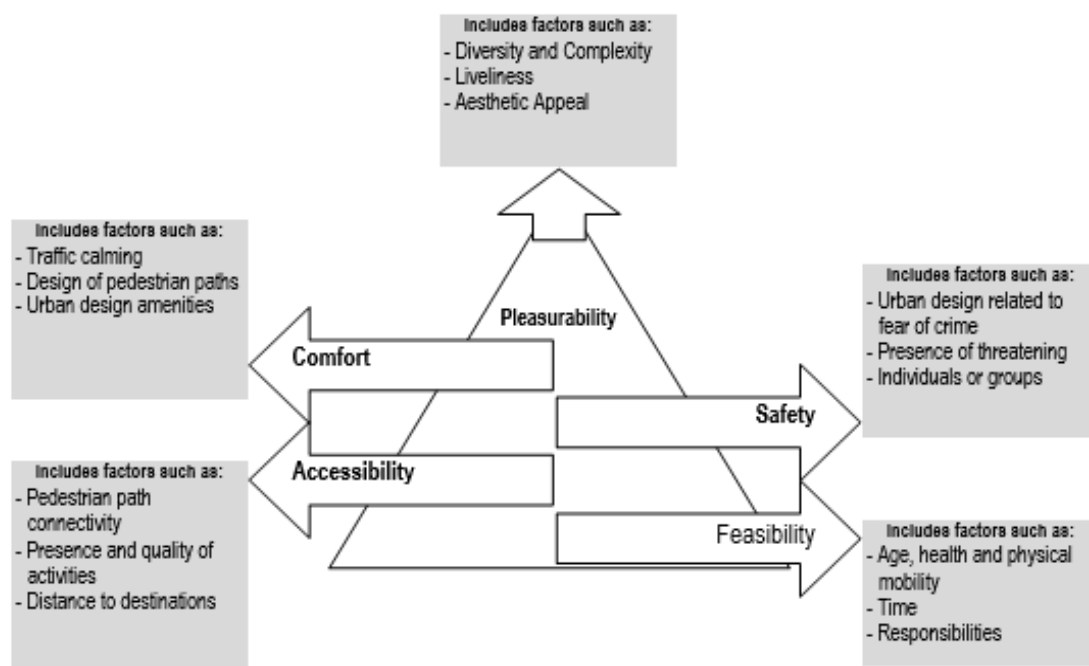 Includes factors such as:
- Diversity and Complexity
- Liveliness
- Aesthetic Appeal
Includes factors such as:
- Traffic calming
- Design of pedestrian paths
- Urban design amenities
Pleasurability
Comfort
Includes factors such as:
- Urban design related to
fear of crime
- Presence of threatening
- Individuals or groups
Safety
Includes factors such as:
- Pedestrian path
connectivity
- Presence and quality of
activities
- Distance to destinations
Accessibility
Feasibility
Includes factors such as:
- Age, health and physical
mobility
- Time
- Responsibilities